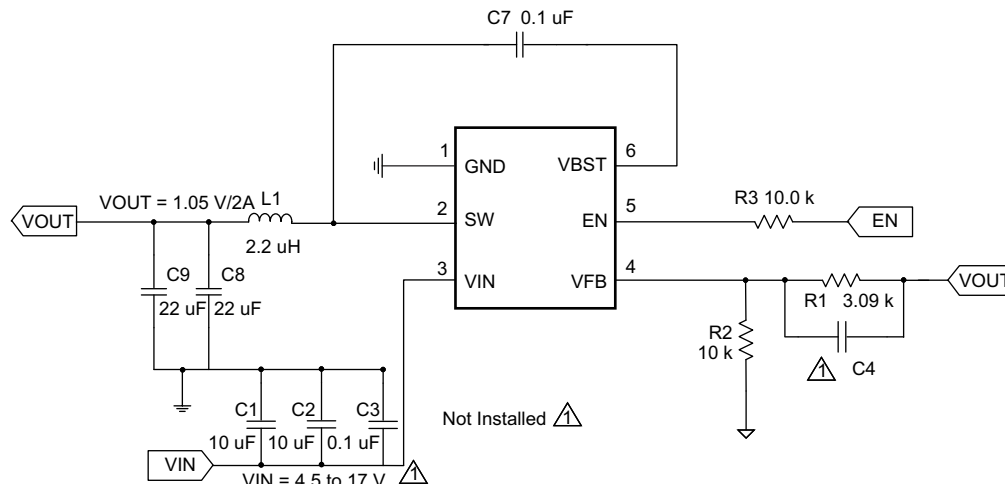 C7 0.1 uF
1 GND VBST 6
VOUT VOUT = 1.05 V/2A L1
2.2 uH
2 SW EN 5
R3 10.0 k EN
3 VIN VFB 4
C9 C8
22 uF 22 uF
R1 3.09 k VOUT
R2
10 k
1 C4
C1 C2 C3
10 uF 10 uF 0.1 uF
Not Installed 1
VIN VIN = 4.5 to 17 V 1